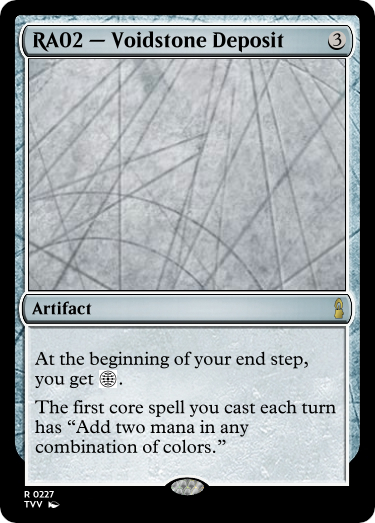 RA02 — Voidstone Deposit 3
Artifact
At the beginning of your end step,
you get .
The first core spell you cast each turn
has “Add two mana in any
combination of colors.”
R 0227
TVV